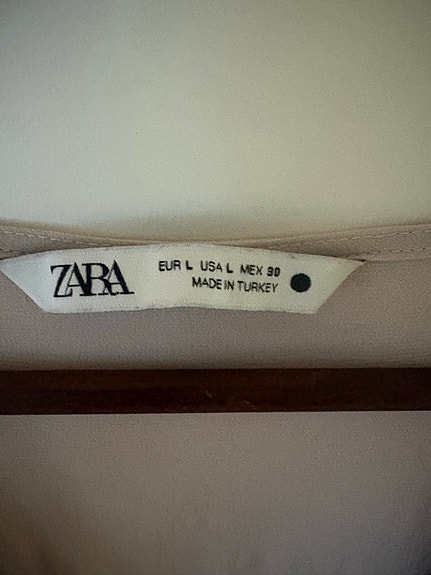 ZARA
EUR L USA L MEX 30
MADE IN TURKEY